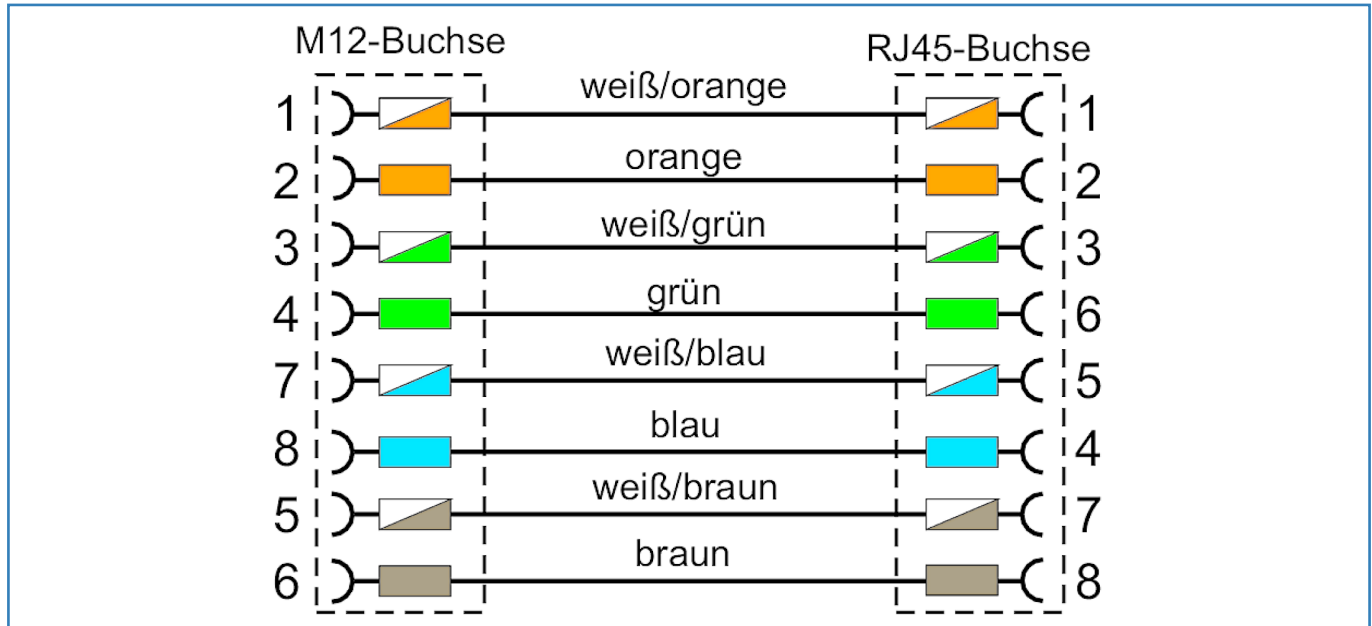 M12-Buchse RJ45-Buchse
1 weiß/orange 1
2 orange 2
3 weiß/grün 3
4 grün 6
7 weiß/blau 5
8 blau 4
5 weiß/braun 7
6 braun 8